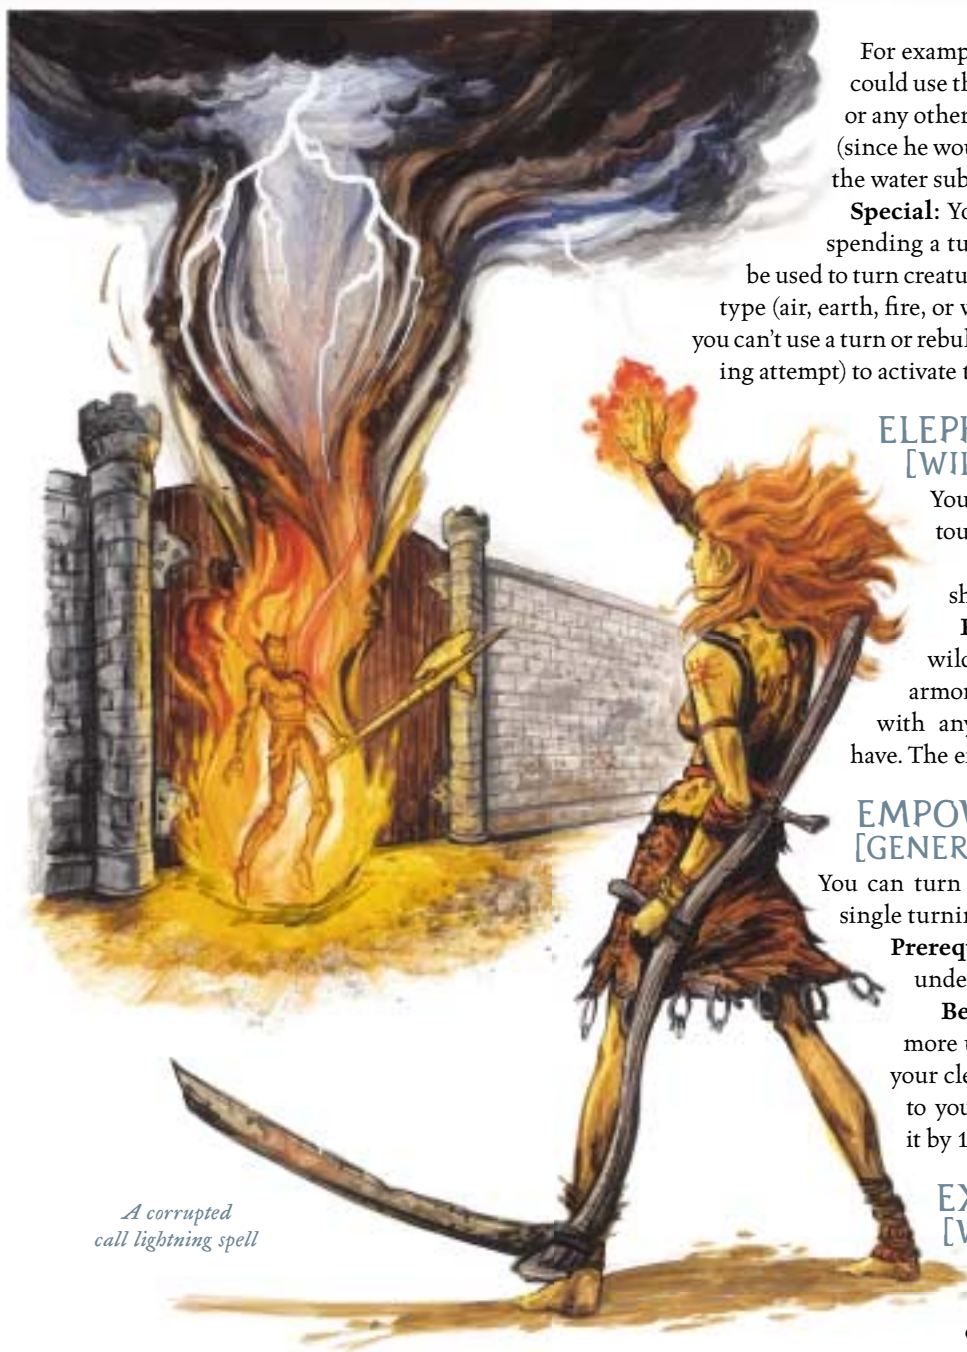 For examp
could use th
or any other
(since he wou
the water sub
Special: Yo
spending a tu
be used to turn creatu
type (air, earth, fire, or w
you can't use a turn or rebul
ing attempt) to activate t
ELEPH
[WIL
You
tou
sh
wild
armor
with any
have. The e
EMPOW
[GENER
You can turn
single turnin
Prerequ
unde
Be
more u
your cle
to you
it by 1
EX
[W
A corrupted
call lightning spell